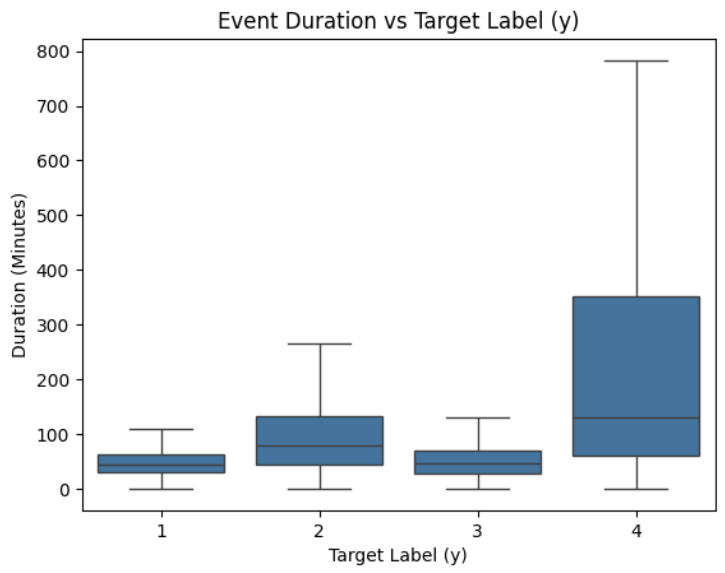 Event Duration vs Target Label (y)
800
700
600
500
400
300
200
100
0
Duration (Minutes)
1 2 3 4
Target Label (y)